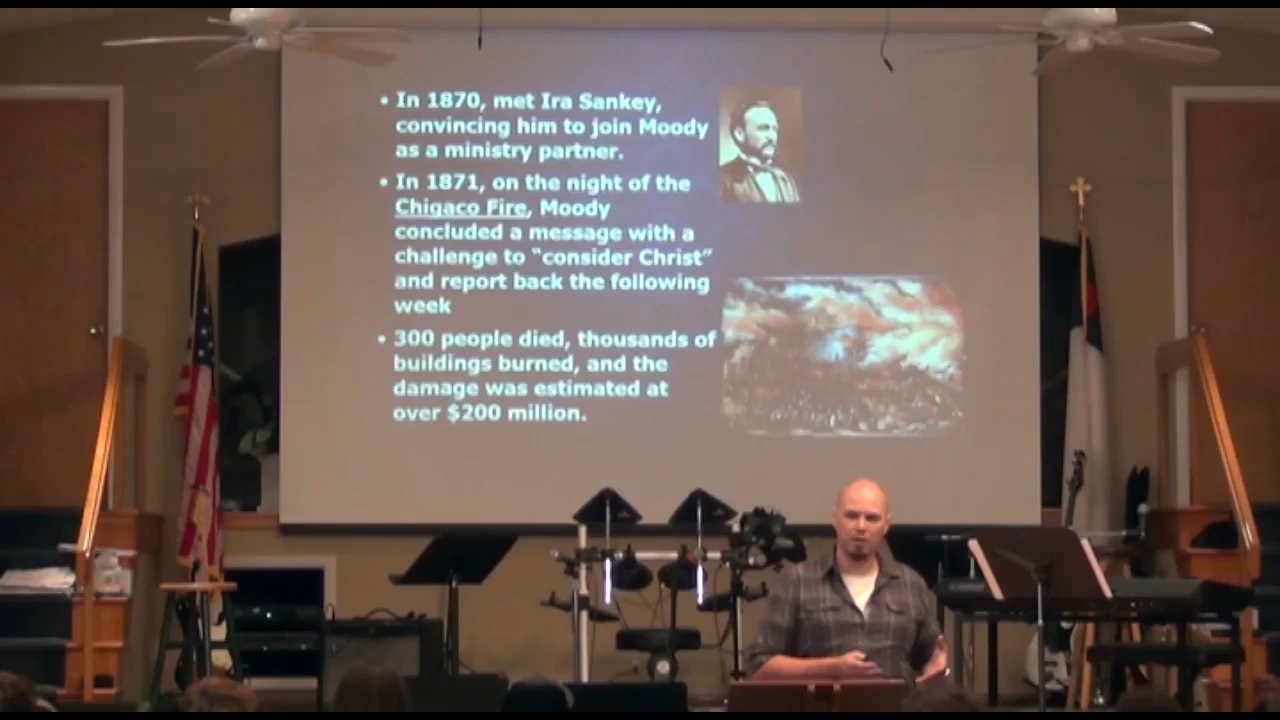 • In 1870, met Ira Sankey,
convincing him to join Moody
as a ministry partner.
• In 1871, on the night of the
Chigaco Fire, Moody
concluded a message with a
challenge to “consider Christ”
and report back the following
week
• 300 people died, thousands of
buildings burned, and the
damage was estimated at
over $200 million.